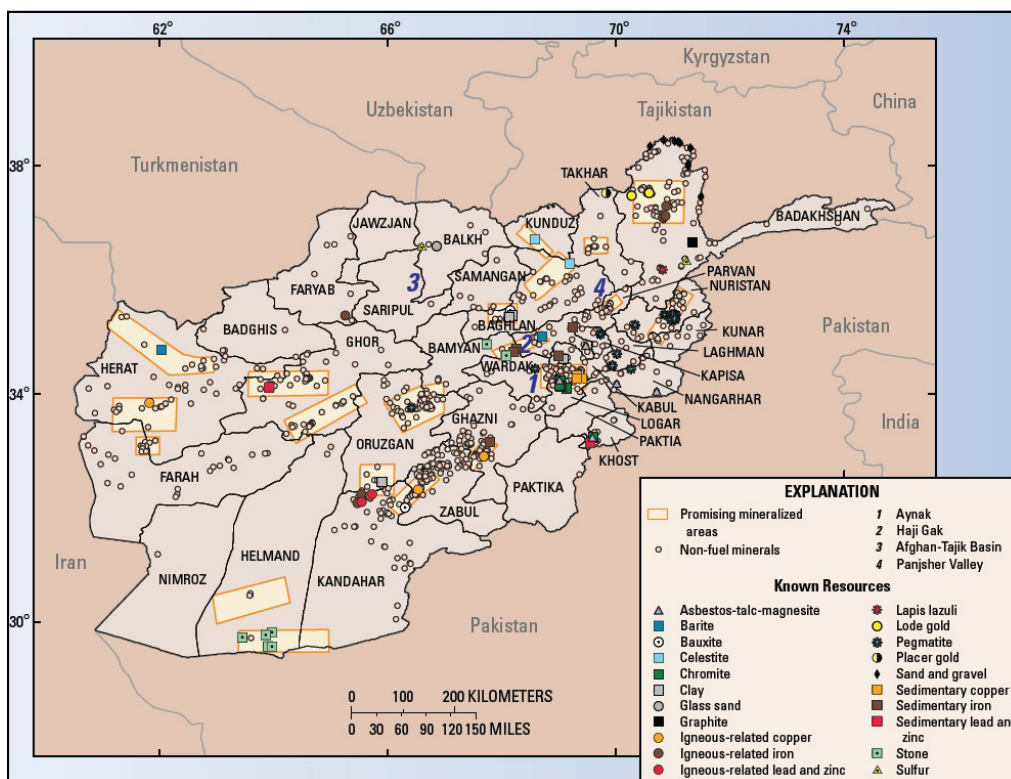 62°
66°
70°
74°
Kyrgyzstan
Uzbekistan
Tajikistan
China
Turkmenistan
38°
TAKHAR
BADAKHSHAN
JAWZJAN
KUNDUZ
BALKH
3
SAMANGAN
PARVAN
NURISTAN
4
FARYAB
SARIPUL
BAGHLAN
KUNAR
BADGHIS
GHOR
BAMYAN
2
LAGHMAN
Pakistan
HERAT
WARDAK
KAPISA
34°
1
NANGARHAR
KABUL
LOGAR
PAKTIA
GHAZNI
India
ORUZGAN
KHOST
FARAH
PAKTIKA
ZABUL
Iran
NIMROZ
HELMAND
KANDAHAR
30°
Pakistan
0 100 200 KILOMETERS
0 30 60 90 120 150 MILES
EXPLANATION
Promising mineralized
areas
Non-fuel minerals
1 Aynak
2 Haji Gak
3 Afghan-Tajik Basin
4 Panjsher Valley
Known Resources
Asbestos-talc-magnesite
Barite
Bauxite
Celestite
Chromite
Clay
Glass sand
Graphite
Igneous-related copper
Igneous-related iron
Igneous-related lead and zinc
Lapis lazuli
Lode gold
Pegmatite
Placer gold
Sand and gravel
Sedimentary copper
Sedimentary iron
Sedimentary lead and
zinc
Stone
Sulfur